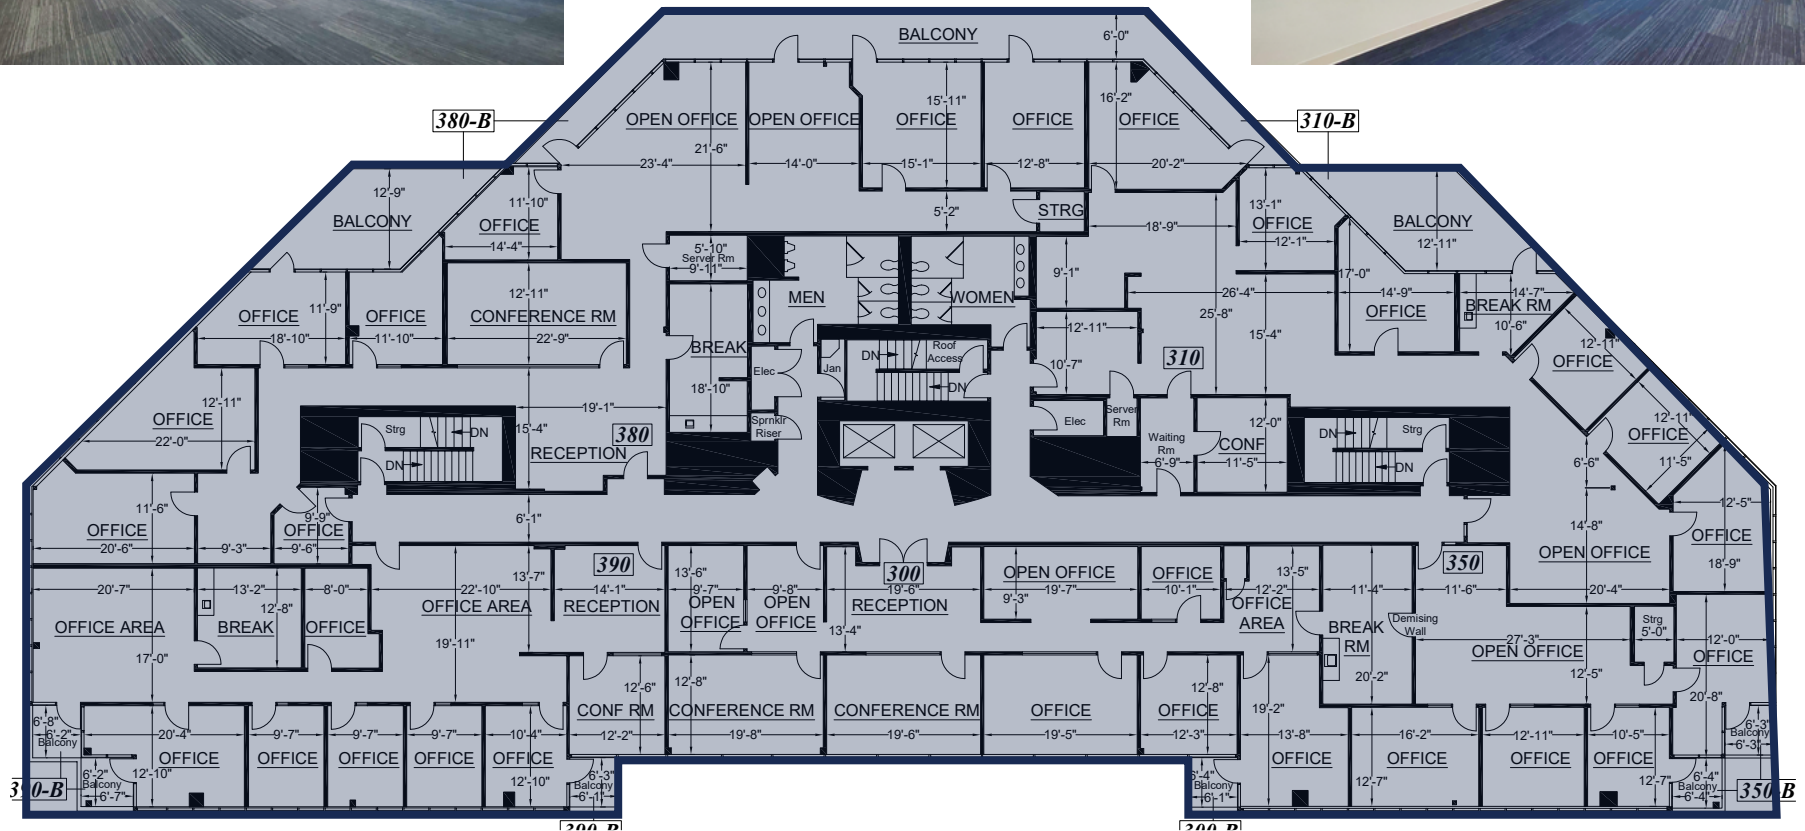 BALCONY
6'-0"
380-B
310-B
OPEN OFFICE
21'-6"
23'-4"
OPEN OFFICE
14'-0"
15'-11"
OFFICE
15'-1"
OFFICE
12'-8"
16'-2"
OFFICE
20'-2"
12'-9"
BALCONY
11'-10"
OFFICE
14'-4"
5'-2"
STRG
18'-9"
13'-1"
OFFICE
12'-1"
BALCONY
12'-11"
5'-10"
Server Rm
9'-11"
MEN
WOMEN
9'-1"
26'-4"
25'-8"
17'-0"
14'-9"
OFFICE
14'-7"
BREAK RM
10'-6"
11'-9"
OFFICE
18'-10"
OFFICE
11'-10"
12'-11"
CONFERENCE RM
22'-9"
BREAK
18'-10"
Elec
Jan
DN
Roof
Access
DN
12'-11"
10'-7"
310
15'-4"
12'-11"
OFFICE
12'-11"
OFFICE
22'-0"
19'-1"
15'-4"
380
RECEPTION
Strg
DN
DN
Sprnklr
Riser
Elec
Server
Rm
Waiting
Rm
6'-9"
12'-0"
CONF
11'-5"
DN
Strg
DN
12'-11"
OFFICE
11'-5"
6'-6"
11'-6"
OFFICE
20'-6"
9'-3"
9'-9"
OFFICE
9'-6"
6'-1"
14'-8"
OPEN OFFICE
20'-4"
12'-5"
OFFICE
18'-9"
20'-7"
OFFICE AREA
17'-0"
13'-2"
12'-8"
BREAK
8'-0"
OFFICE
22'-10"
OFFICE AREA
19'-11"
13'-7"
390
14'-1"
RECEPTION
13'-6"
9'-7"
OPEN
OFFICE
9'-8"
OPEN
OFFICE
300
19'-6"
RECEPTION
13'-4"
OPEN OFFICE
19'-7"
9'-3"
OFFICE
10'-1"
13'-5"
12'-2"
OFFICE
AREA
11'-4"
BREAK
RM
20'-2"
350
11'-6"
Demising
Wall
27'-3"
OPEN OFFICE
12'-5"
Strg
5'-0"
12'-0"
OFFICE
20'-8"
6'-8"
6'-2"
Balcony
20'-4"
OFFICE
12'-10"
9'-7"
OFFICE
9'-7"
OFFICE
9'-7"
OFFICE
10'-4"
OFFICE
12'-10"
12'-6"
CONF RM
12'-2"
12'-8"
CONFERENCE RM
19'-8"
CONFERENCE RM
19'-6"
OFFICE
19'-5"
12'-8"
OFFICE
12'-3"
19'-2"
13'-8"
OFFICE
16'-2"
OFFICE
12'-7"
12'-11"
OFFICE
10'-5"
OFFICE
12'-7"
6'-3"
Balcony
6'-3"
6'-2"
Balcony
6'-7"
6'-3"
Balcony
6'-1"
6'-4"
Balcony
6'-1"
6'-4"
Balcony
6'-4"
390-B
350-B
390-B
300-B